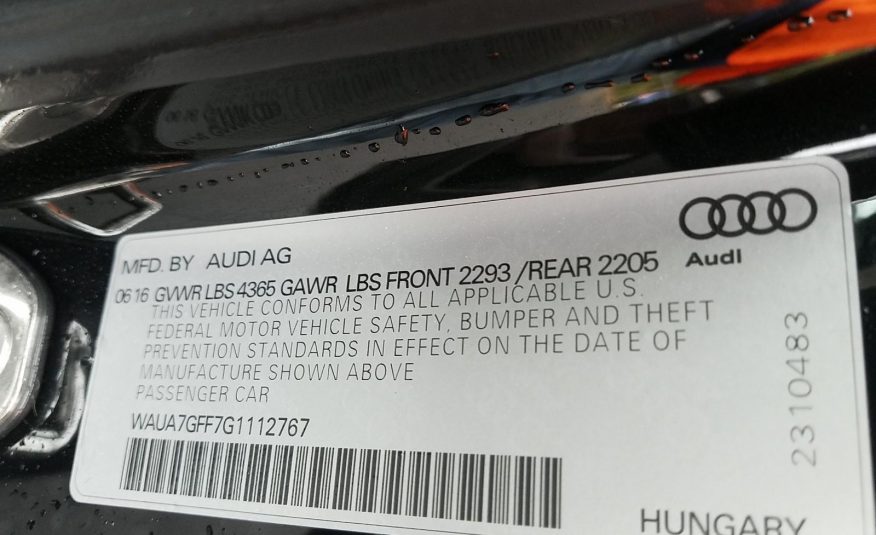 MFD. BY AUDI AG
Audi
06 16 GVWR LBS 4365 GAWR LBS FRONT 2293 /REAR 2205
THIS VEHICLE CONFORMS TO ALL APPLICABLE U.S.
FEDERAL MOTOR VEHICLE SAFETY, BUMPER AND THEFT
PREVENTION STANDARDS IN EFFECT ON THE DATE OF
MANUFACTURE SHOWN ABOVE
PASSENGER CAR
WAUA7GFF7G1112767
2310483
HUNGARY